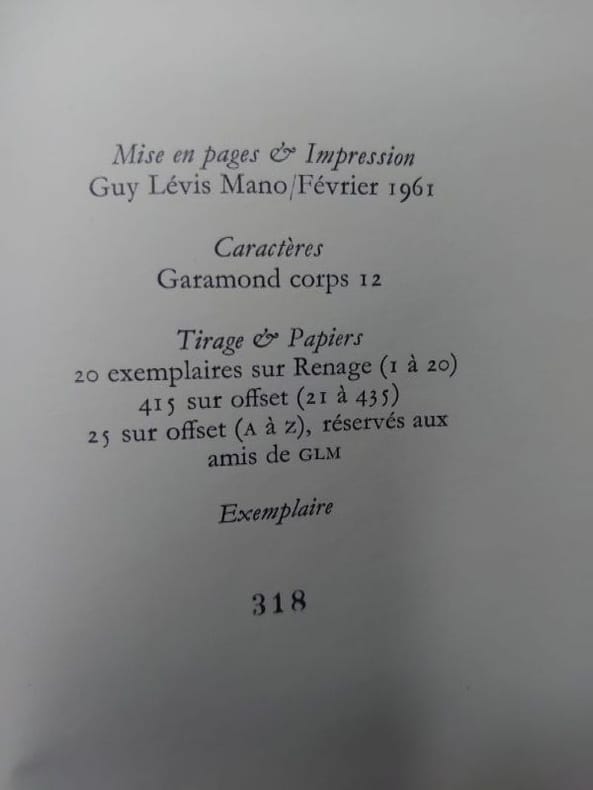 Mise en pages & Impression
Guy Lévis Mano/Février 1961
Caractères
Garamond corps 12
Tirage & Papiers
20 exemplaires sur Renage (1 à 20)
415 sur offset (21 à 435)
25 sur offset (A à Z), réservés aux
amis de GLM
Exemplaire
318